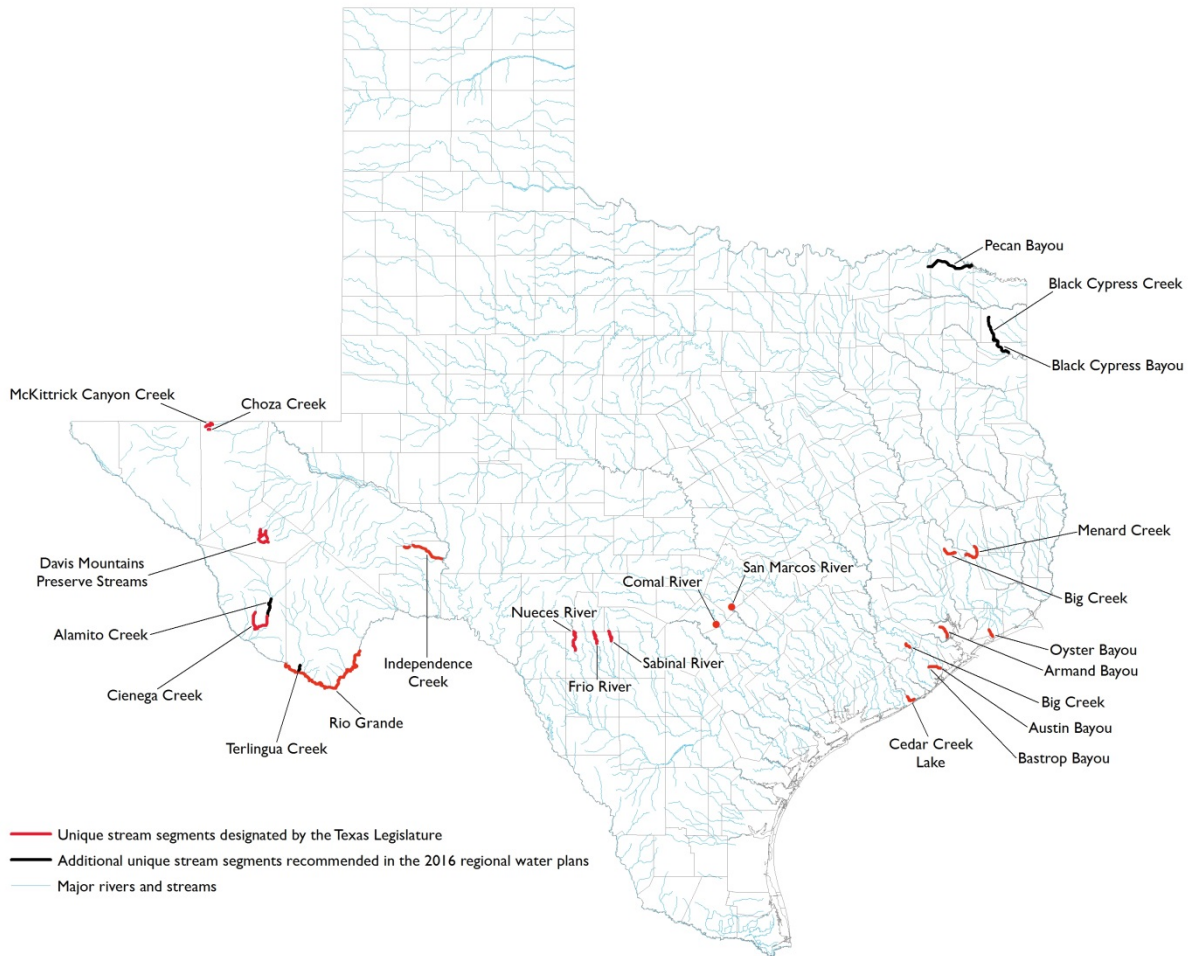 Pecan Bayou
Black Cypress Creek
Black Cypress Bayou
McKittrick Canyon Creek
Choza Creek
Davis Mountains
Preserve Streams
Alamito Creek
Cienega Creek
Terlingua Creek
Rio Grande
Independence
Creek
Nueces River
Frio River
Sabinal River
Comal River
San Marcos River
Menard Creek
Big Creek
Oyster Bayou
Armand Bayou
Big Creek
Austin Bayou
Bastrop Bayou
Cedar Creek
Lake
Unique stream segments designated by the Texas Legislature
Additional unique stream segments recommended in the 2016 regional water plans
Major rivers and streams